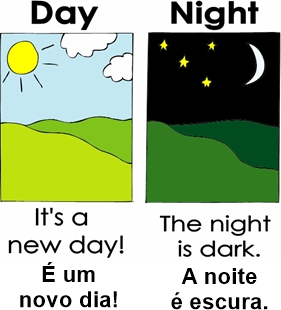 Day
It's a
new day!
É um
novo dia!
Night
The night
is dark.
A noite
é escura.